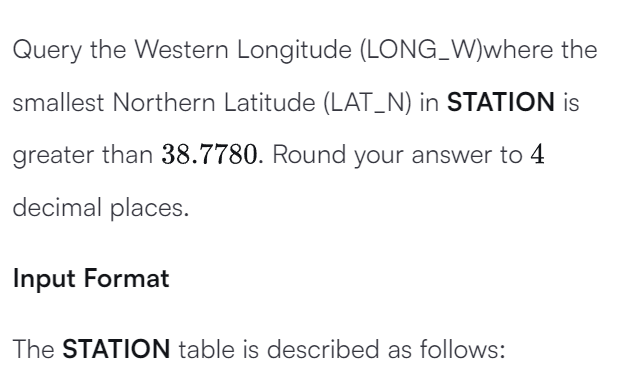 Query the Western Longitude (LONG_W)where the
smallest Northern Latitude (LAT_N) in STATION is
greater than 38.7780. Round your answer to 4
decimal places.
Input Format
The STATION table is described as follows: